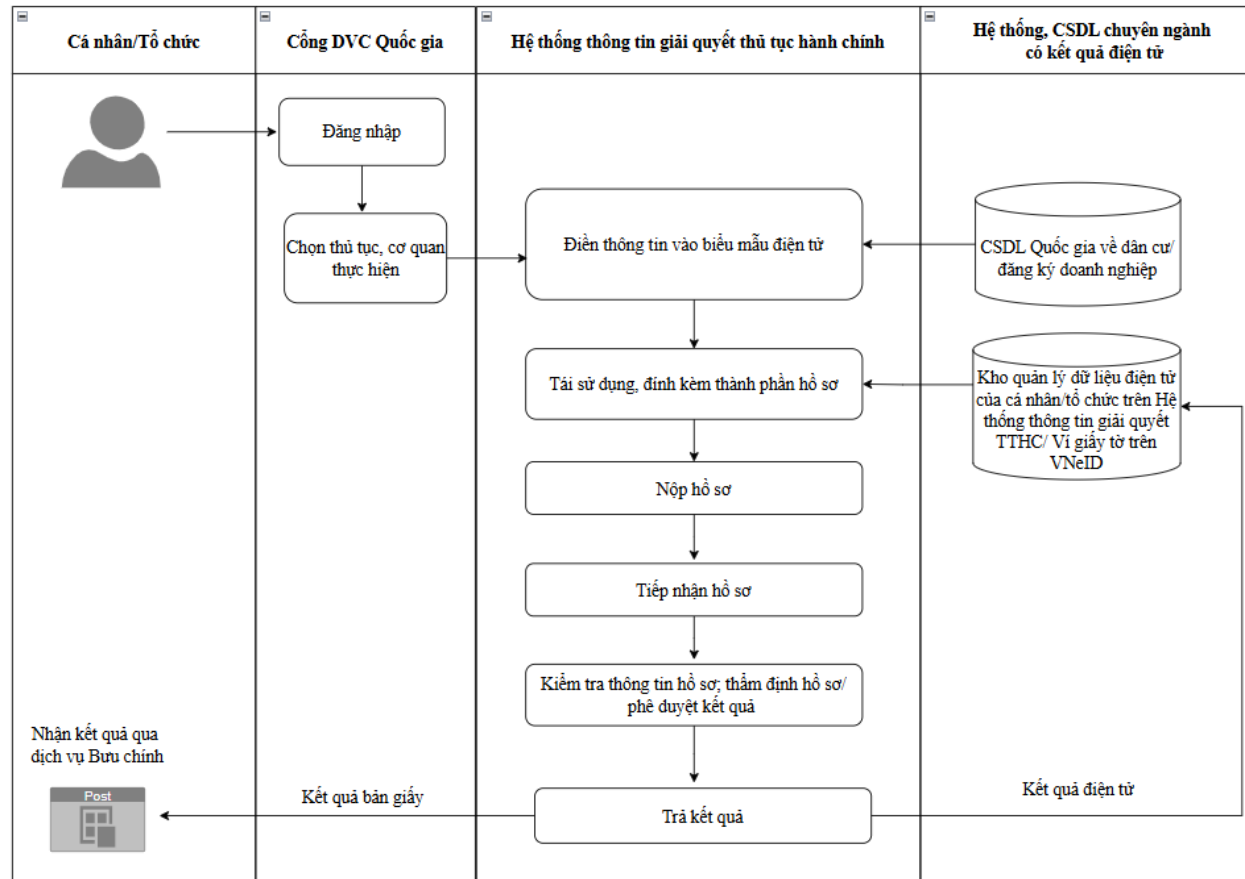 Cá nhân/Tổ chức
Cổng DVC Quốc gia
Hệ thống thông tin giải quyết thủ tục hành chính
Hệ thống, CSDL chuyên ngành
có kết quả điện tử
Đăng nhập
Chọn thủ tục, cơ quan
thực hiện
Điền thông tin vào biểu mẫu điện tử
CSDL Quốc gia về dân cư/
đăng ký doanh nghiệp
Tái sử dụng, đính kèm thành phần hồ sơ
Kho quản lý dữ liệu điện tử
của cá nhân/tổ chức trên Hệ
thống thông tin giải quyết
TTHC/ Ví giấy tờ trên
VNeID
Nộp hồ sơ
Tiếp nhận hồ sơ
Kiểm tra thông tin hồ sơ; thẩm định hồ sơ/
phê duyệt kết quả
Nhận kết quả qua
dịch vụ Bưu chính
Post
Kết quả bản giấy
Trả kết quả
Kết quả điện tử